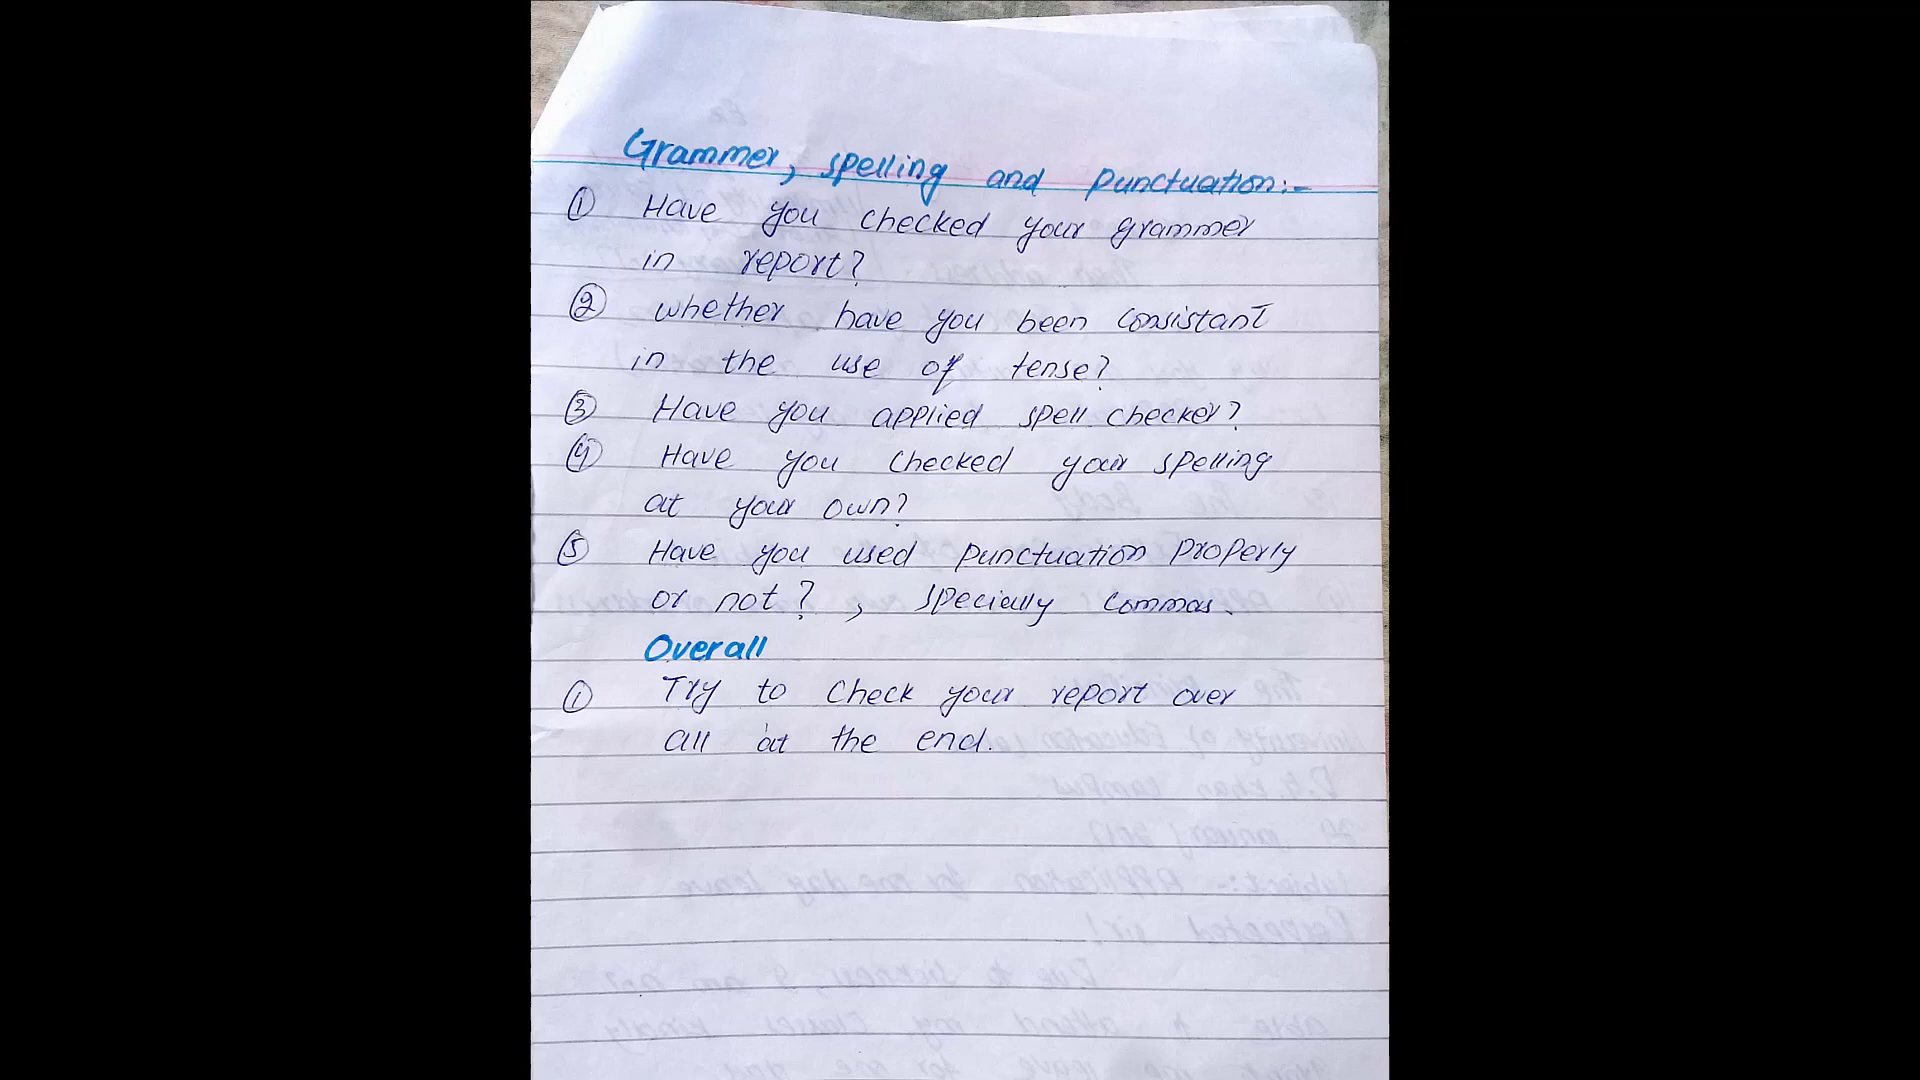 Grammer, spelling and punctuation:-
① Have you checked your grammer
in report?
② whether have you been consistant
in the use of tense?
③ Have you applied spell checker?
④ Have you checked your spelling
at your own?
⑤ Have you used punctuation properly
or not? , specially commas.
Overall
① Try to check your report over
all at the end.